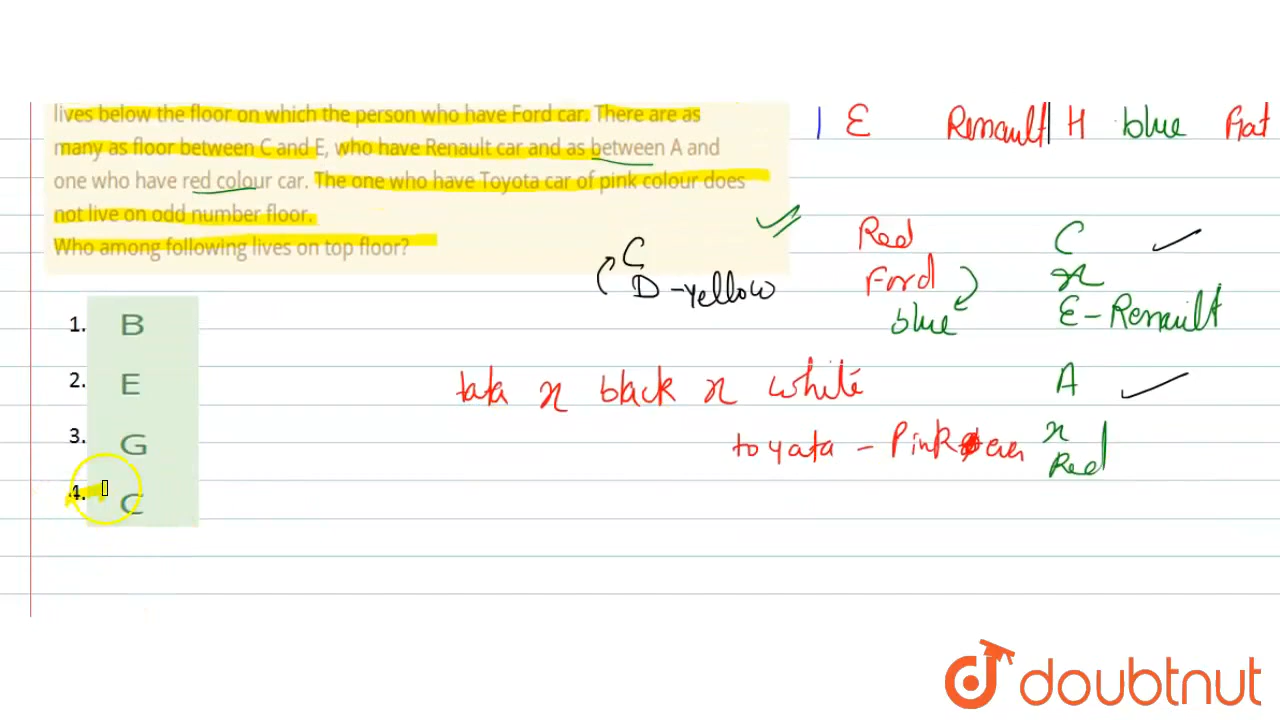 lives below the floor on which the person who have Ford car. There are as
many as floor between C and E, who have Renault car and as between A and
one who have red colour car. The one who have Toyota car of pink colour does
not live on odd number floor.
Who among following lives on top floor?
1. B
2. E
3. G
4. C
1 E Renault H blue Fiat
C
D - yellow
Red
Ford
blue
C
x
E - Renault
A
x
Red
tata x black x white
toyata - Pink even
doubtnut